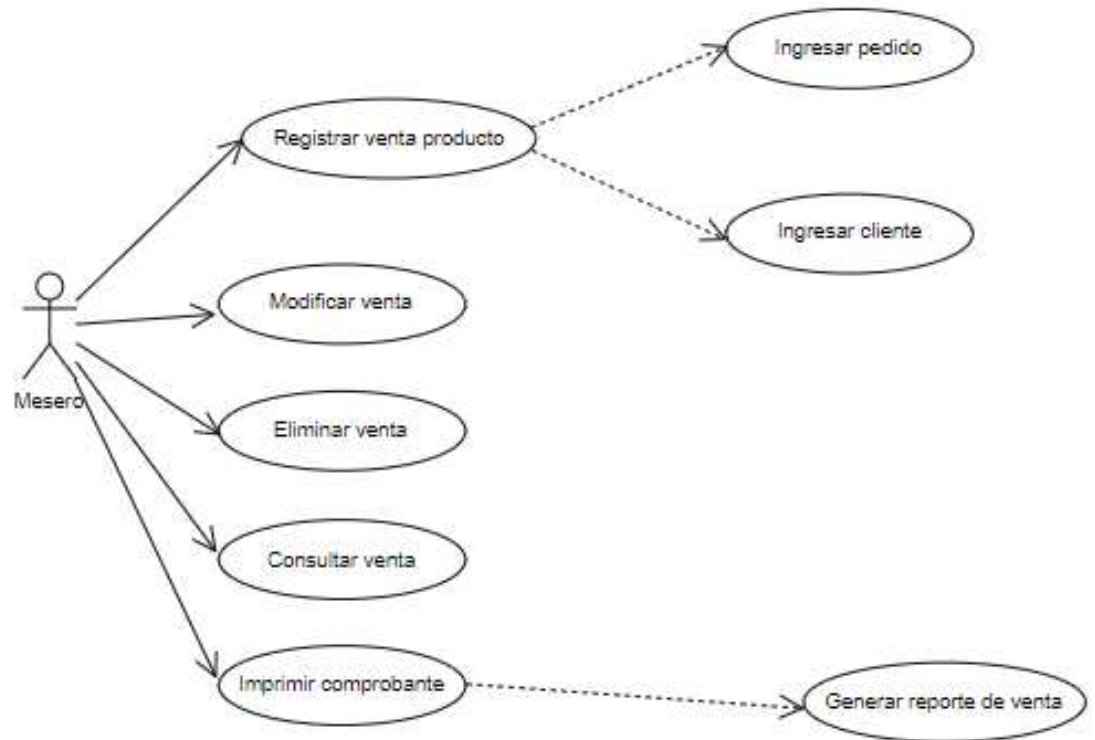 Ingresar pedido
Registrar venta producto
Ingresar cliente
Modificar venta
Mesero
Eliminar venta
Consultar venta
Imprimir comprobante
Generar reporte de venta